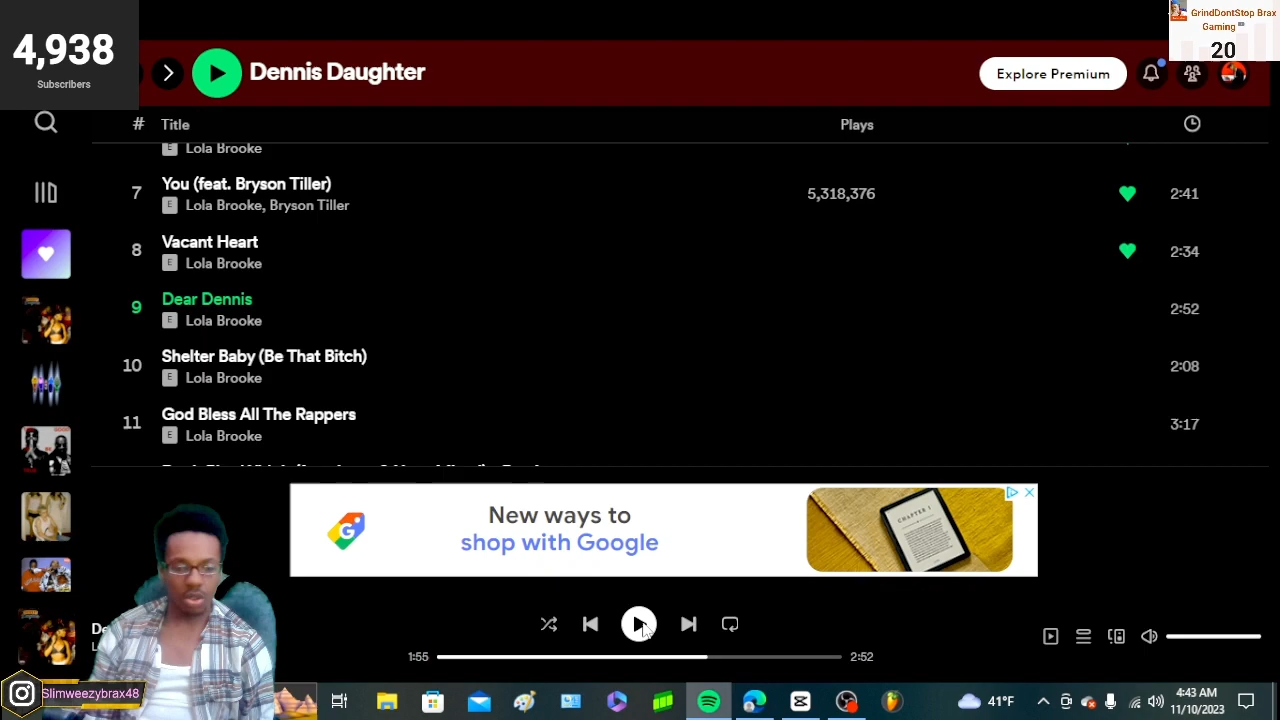 4,938
Subscribers
Dennis Daughter
Explore Premium
GrindDontStop Brax
Gaming
20
# Title Plays
E Lola Brooke
7 You (feat. Bryson Tiller) 5,318,376 2:41
E Lola Brooke, Bryson Tiller
8 Vacant Heart 2:34
E Lola Brooke
9 Dear Dennis 2:52
E Lola Brooke
10 Shelter Baby (Be That Bitch) 2:08
E Lola Brooke
11 God Bless All The Rappers 3:17
E Lola Brooke
New ways to
shop with Google
CHAPTER 1
1:55 2:52
Slimweezybrax48
41°F
4:43 AM
11/10/2023